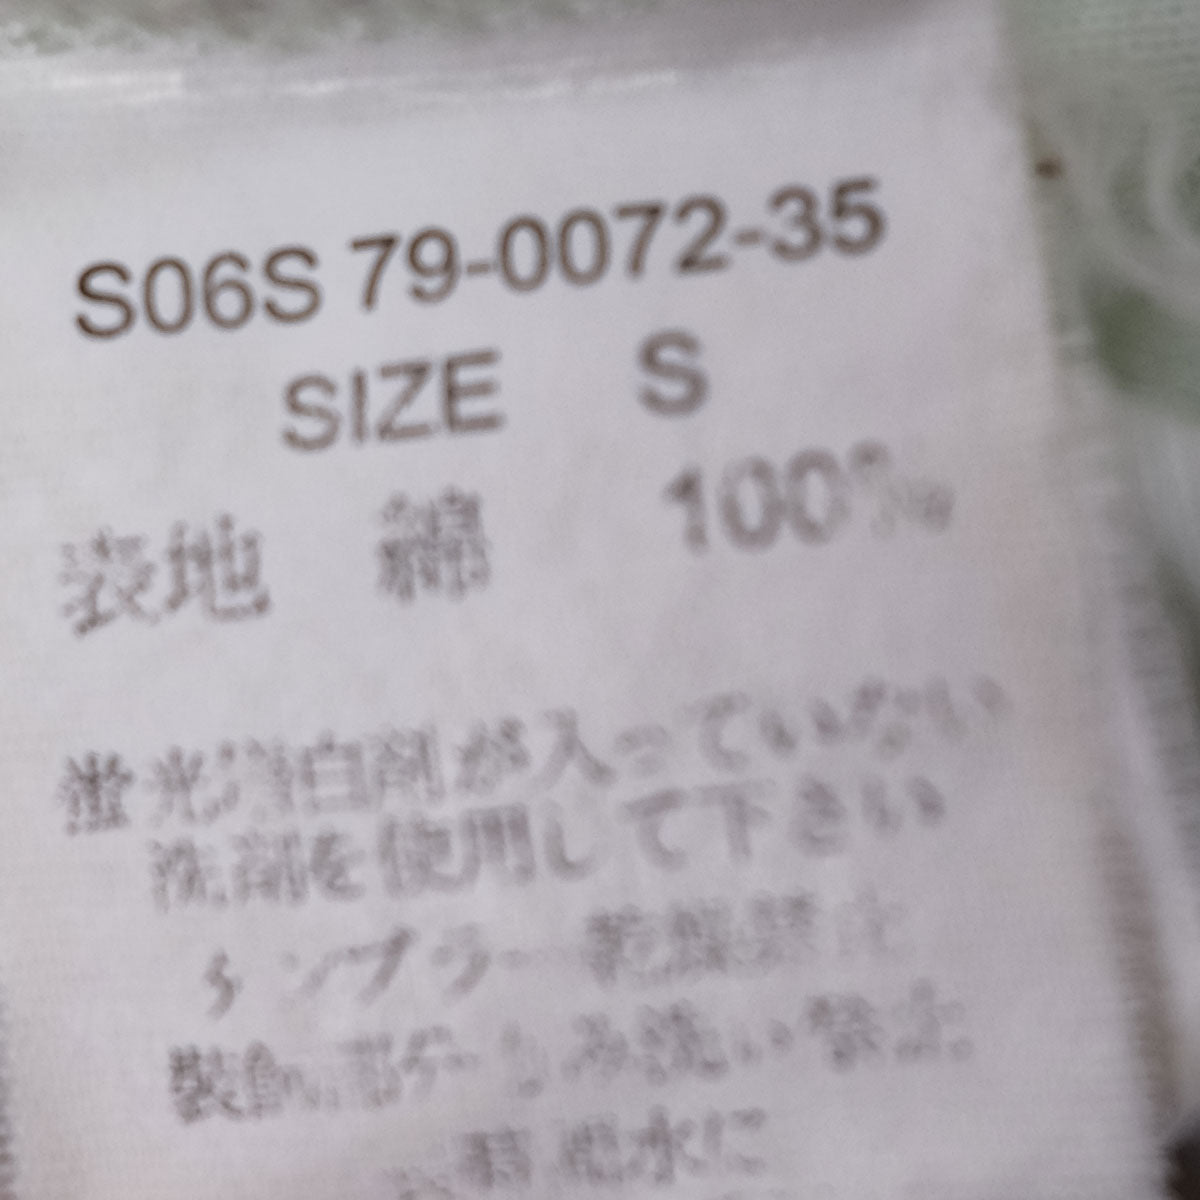 S06S 79-0072-35
SIZE S
表地 綿 100%
蛍光増白剤が入っていない
洗剤を使用して下さい
タンブラー乾燥禁止
装飾部分もみ洗い禁止